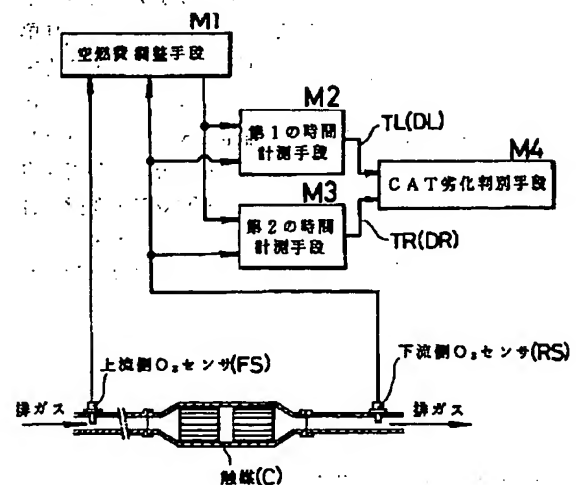 M1
空燃費調整手段
M2
第1の時間
計測手段
TL(DL)
M4
CAT劣化判別手段
M3
第2の時間
計測手段
TR(DR)
上流側O₂センサ(FS)
下流側O₂センサ(RS)
排ガス
排ガス
触媒(C)